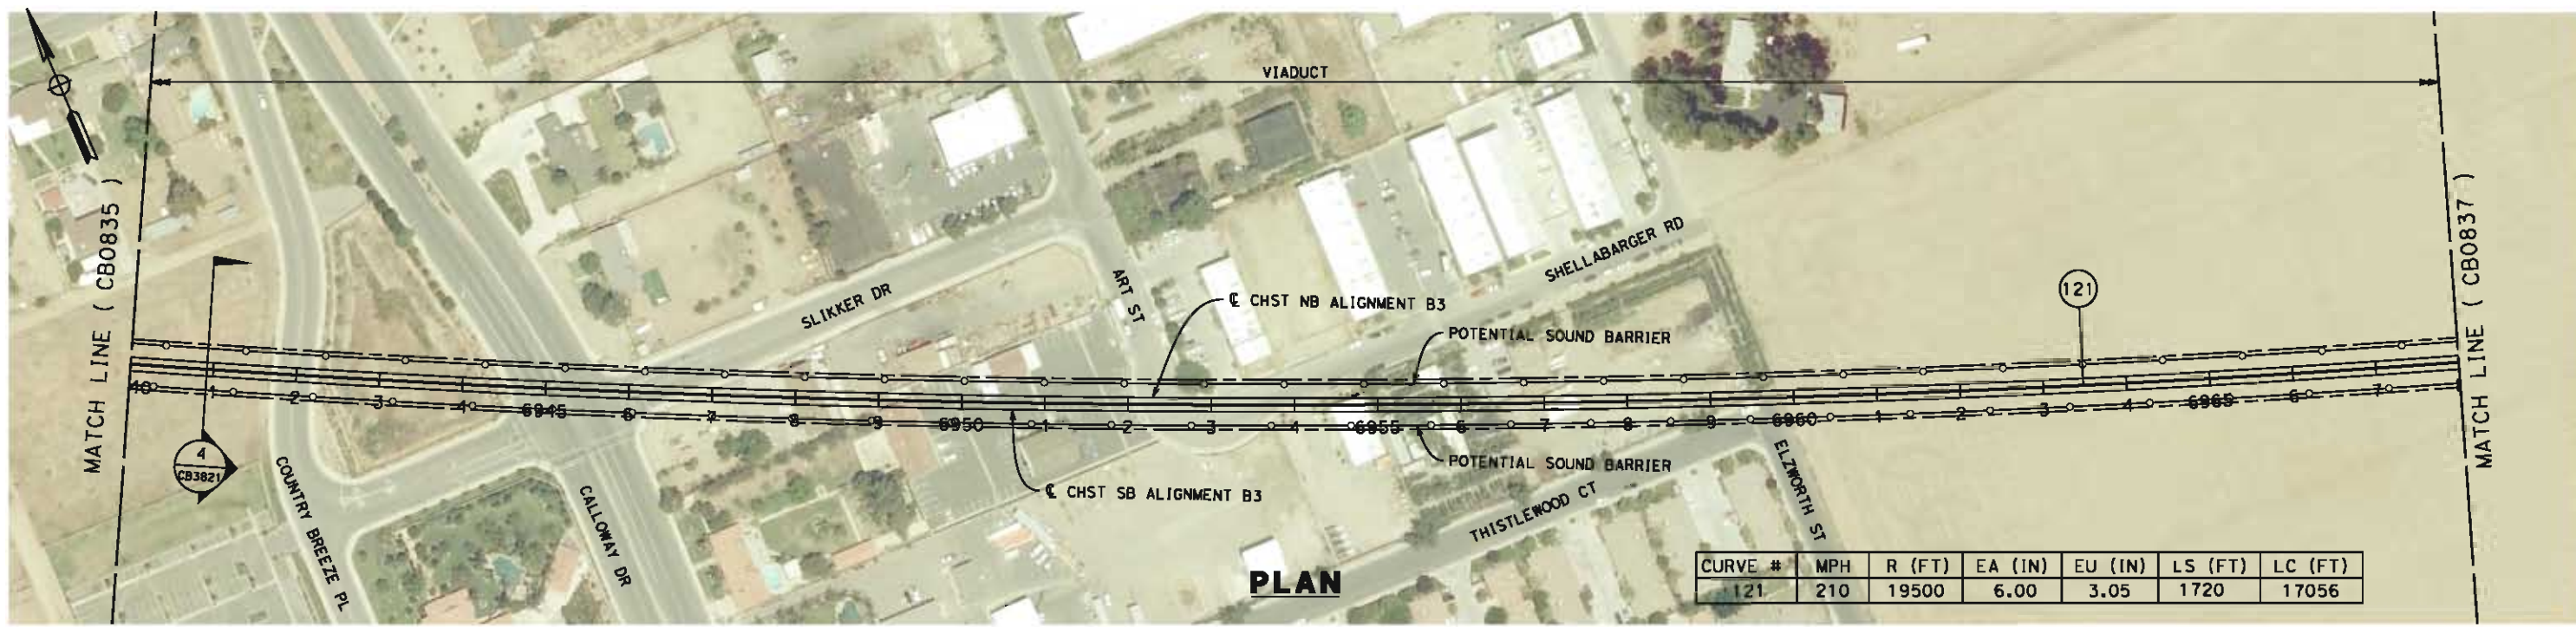 VIADUCT
MATCH LINE ( CB0835 )
MATCH LINE ( CB0837 )
SHELLABARGER RD
ART ST
SLIKKER DR
121
℄ CHST NB ALIGNMENT B3
POTENTIAL SOUND BARRIER
40 1 2 3 4 6945 6 7 8 9 6950 1 2 3 4 6955 6 7 8 9 6960 1 2 3 4 6965 6 7
4
CB3821
POTENTIAL SOUND BARRIER
℄ CHST SB ALIGNMENT B3
COUNTRY BREEZE PL
CALLOWAY DR
THISTLEWOOD CT
ELZWORTH ST
PLAN
CURVE # MPH R (FT) EA (IN) EU (IN) LS (FT) LC (FT)
121 210 19500 6.00 3.05 1720 17056